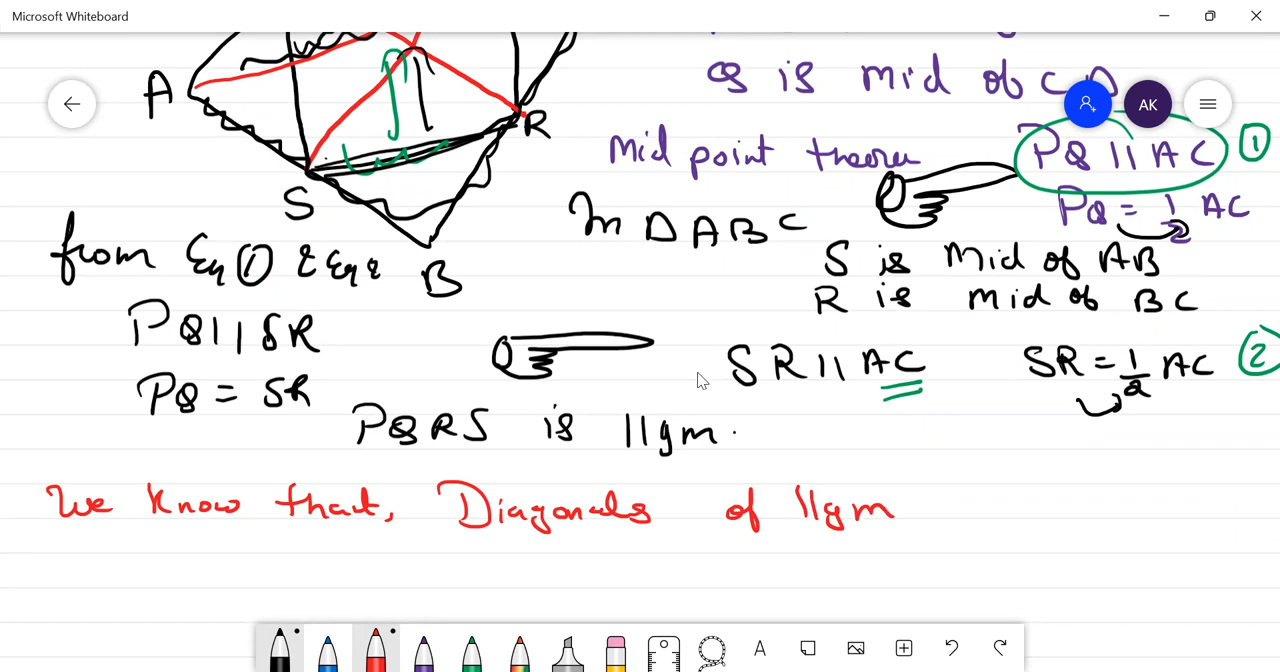 Microsoft Whiteboard
Q is mid of CD
A
AK
R
Mid point theorem
PQ || AC
1
S
PQ = 1/2 AC
In Δ ABC
from Eq 1 & Eq 2
B
S is Mid of AB
R is mid of BC
PQ || SR
SR || AC
SR = 1/2 AC
2
PQ = SR
PQRS is ||gm.
We Know that, Diagonals of ||gm
A